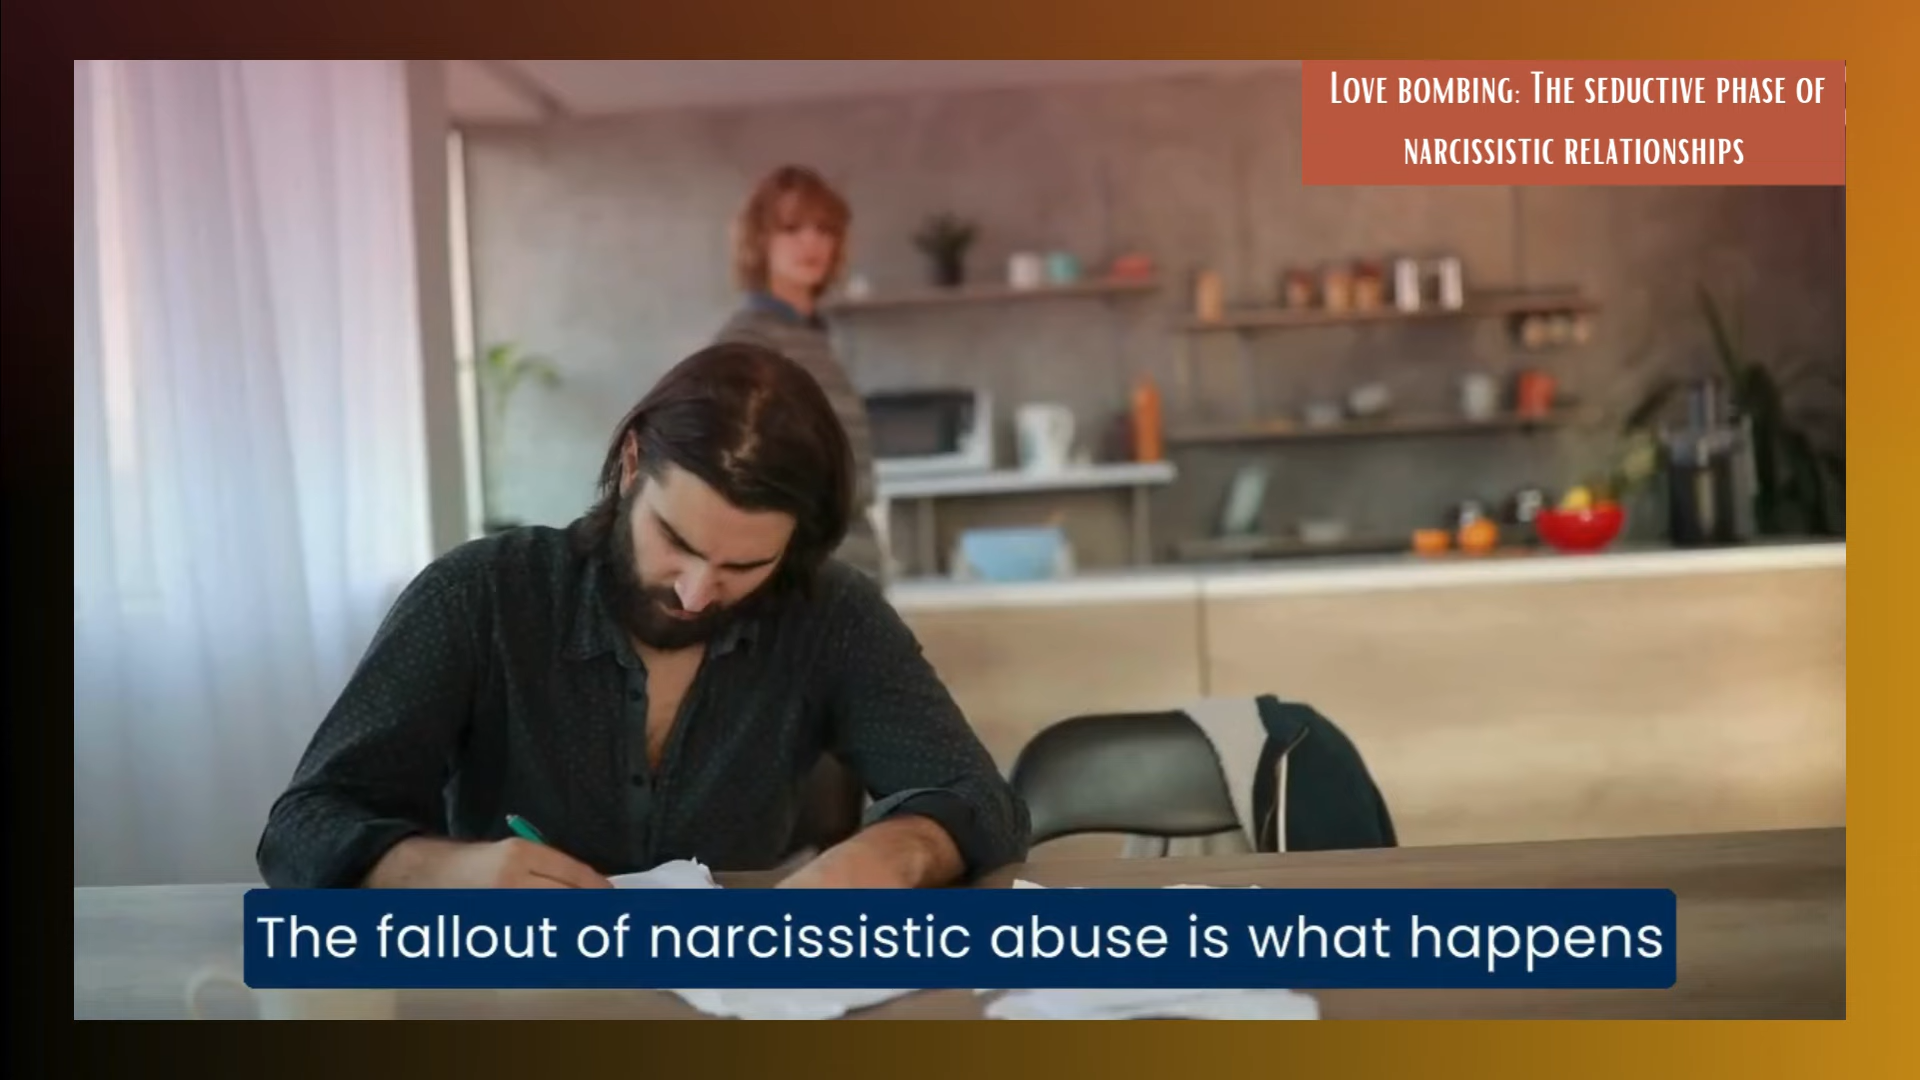 Love bombing: The seductive phase of
narcissistic relationships
The fallout of narcissistic abuse is what happens